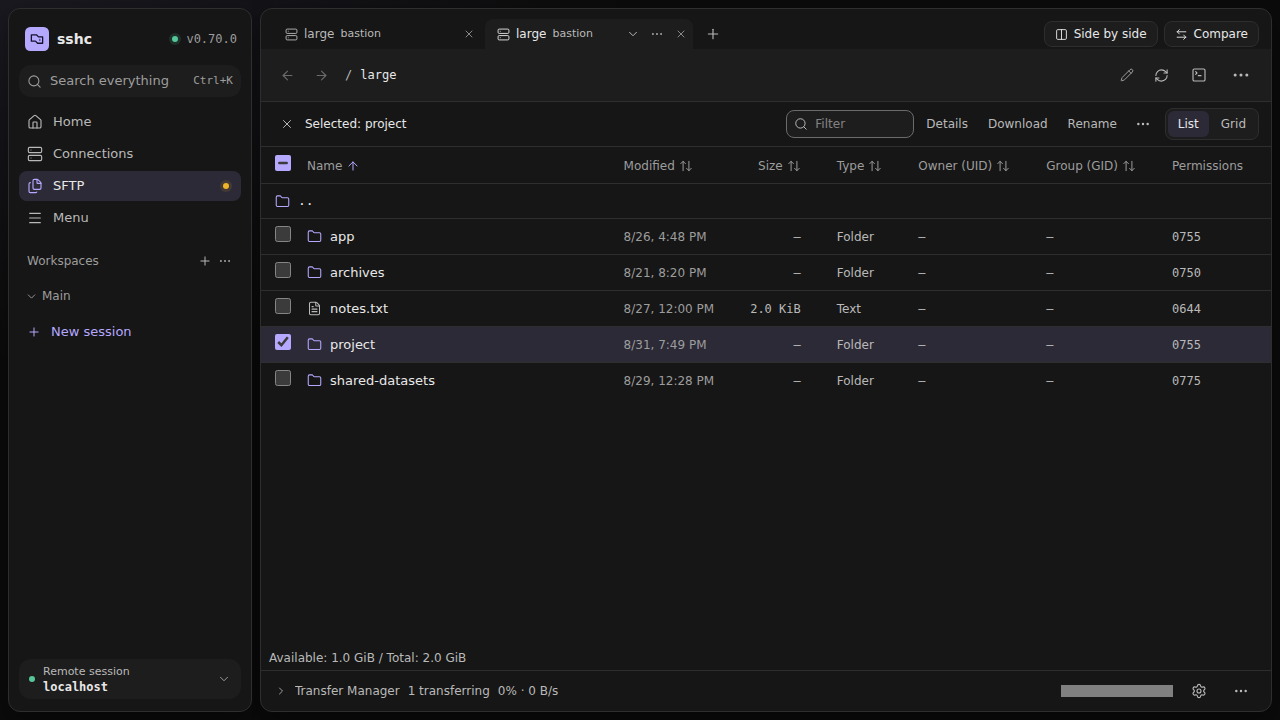 sshc
v0.70.0
Search everything
Ctrl+K
Home
Connections
SFTP
Menu
Workspaces
Main
New session
Remote session
localhost
large bastion
large bastion
Side by side
Compare
/ large
Selected: project
Filter
Details
Download
Rename
List
Grid
Name Modified Size Type Owner (UID) Group (GID) Permissions
..
app 8/26, 4:48 PM — Folder — — 0755
archives 8/21, 8:20 PM — Folder — — 0750
notes.txt 8/27, 12:00 PM 2.0 KiB Text — — 0644
project 8/31, 7:49 PM — Folder — — 0755
shared-datasets 8/29, 12:28 PM — Folder — — 0775
Available: 1.0 GiB / Total: 2.0 GiB
Transfer Manager 1 transferring 0% · 0 B/s